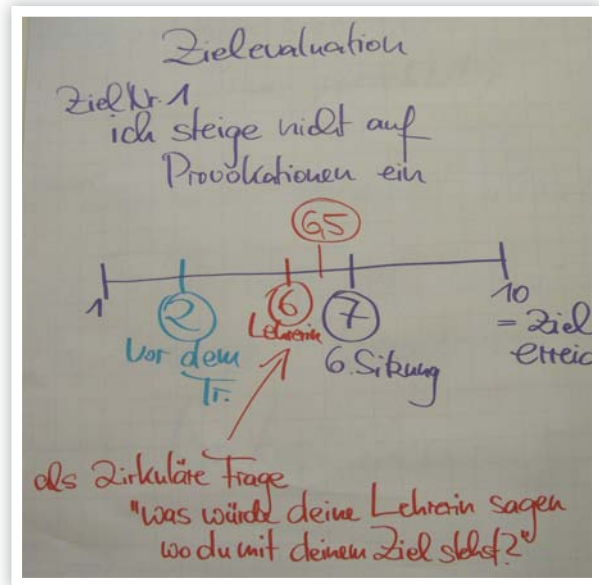 Zielevaluation
Ziel Nr. 1
ich steige nicht auf
Provokationen ein
6,5
1
2
6
7
10
Lehrerin
= Ziel
vor dem
6. Sitzung
erreic
Tr.
als zirkuläre Frage
"was würde deine Lehrerin sagen
wo du mit deinem Ziel stehst?"